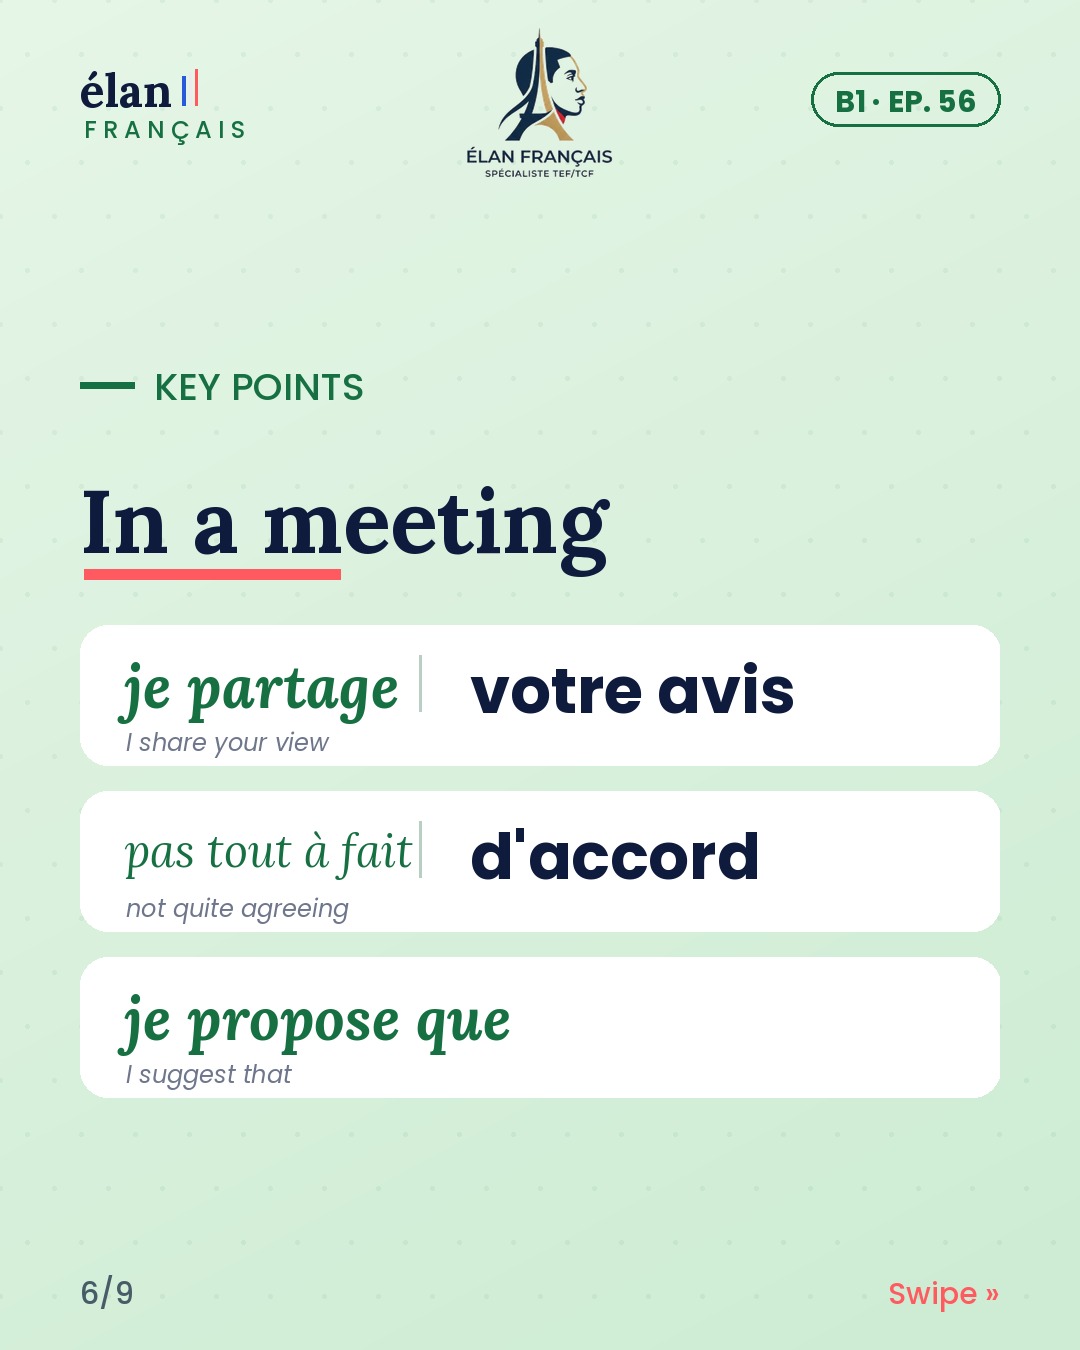 élan
FRANÇAIS
ÉLAN FRANÇAIS
SPÉCIALISTE TEF/TCF
B1 · EP. 56
KEY POINTS
In a meeting
je partage votre avis
I share your view
pas tout à fait d'accord
not quite agreeing
je propose que
I suggest that
6/9
Swipe »